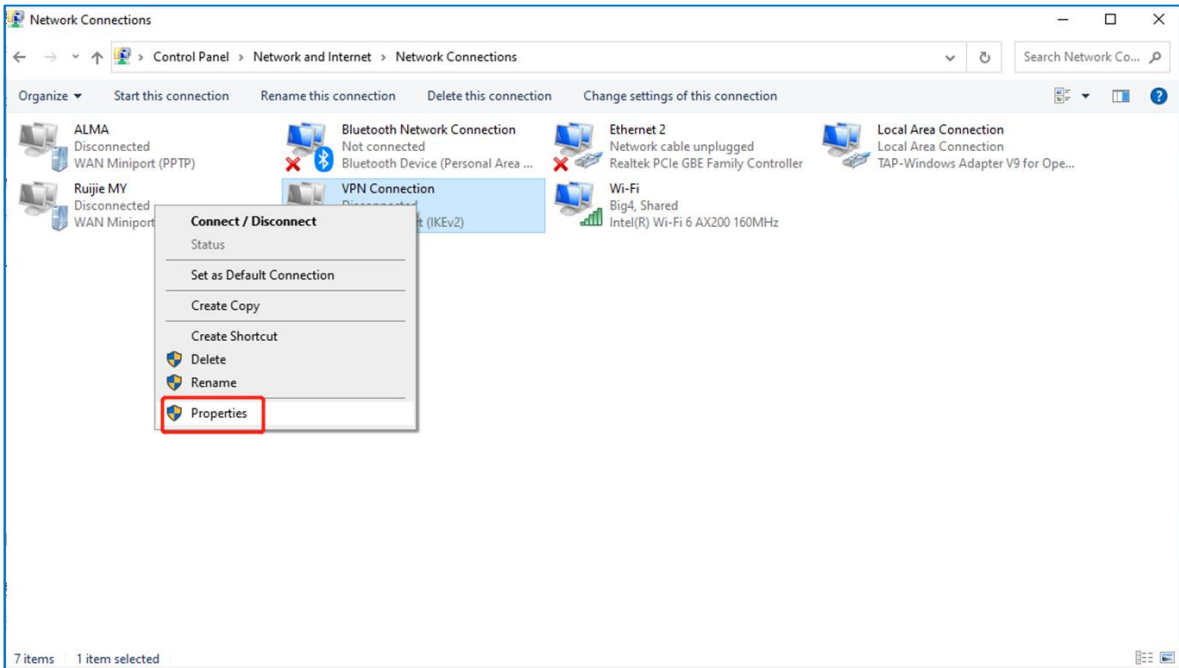 Network Connections
Control Panel > Network and Internet > Network Connections
Search Network Co...
Organize Start this connection Rename this connection Delete this connection Change settings of this connection
ALMA
Disconnected
WAN Miniport (PPTP)
Bluetooth Network Connection
Not connected
Bluetooth Device (Personal Area ...
Ethernet 2
Network cable unplugged
Realtek PCIe GBE Family Controller
Local Area Connection
Local Area Connection
TAP-Windows Adapter V9 for Ope...
Ruijie MY
Disconnected
WAN Miniport
VPN Connection
Disconnected
t (IKEv2)
Wi-Fi
Big4, Shared
Intel(R) Wi-Fi 6 AX200 160MHz
Connect / Disconnect
Status
Set as Default Connection
Create Copy
Create Shortcut
Delete
Rename
Properties
7 items 1 item selected